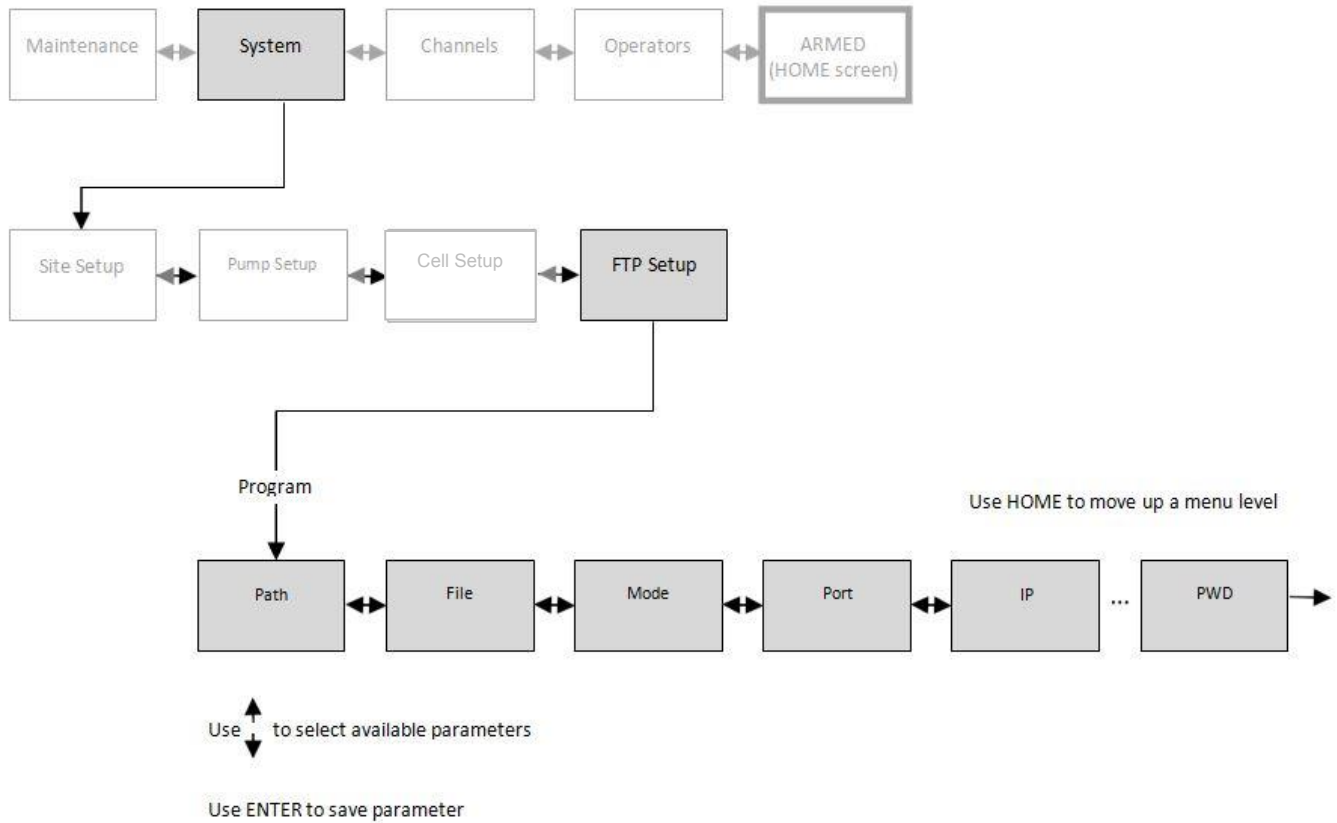 Maintenance
System
Channels
Operators
ARMED
(HOME screen)
Site Setup
Pump Setup
Cell Setup
FTP Setup
Program
Use HOME to move up a menu level
Path
File
Mode
Port
IP
...
PWD
Use to select available parameters
Use ENTER to save parameter